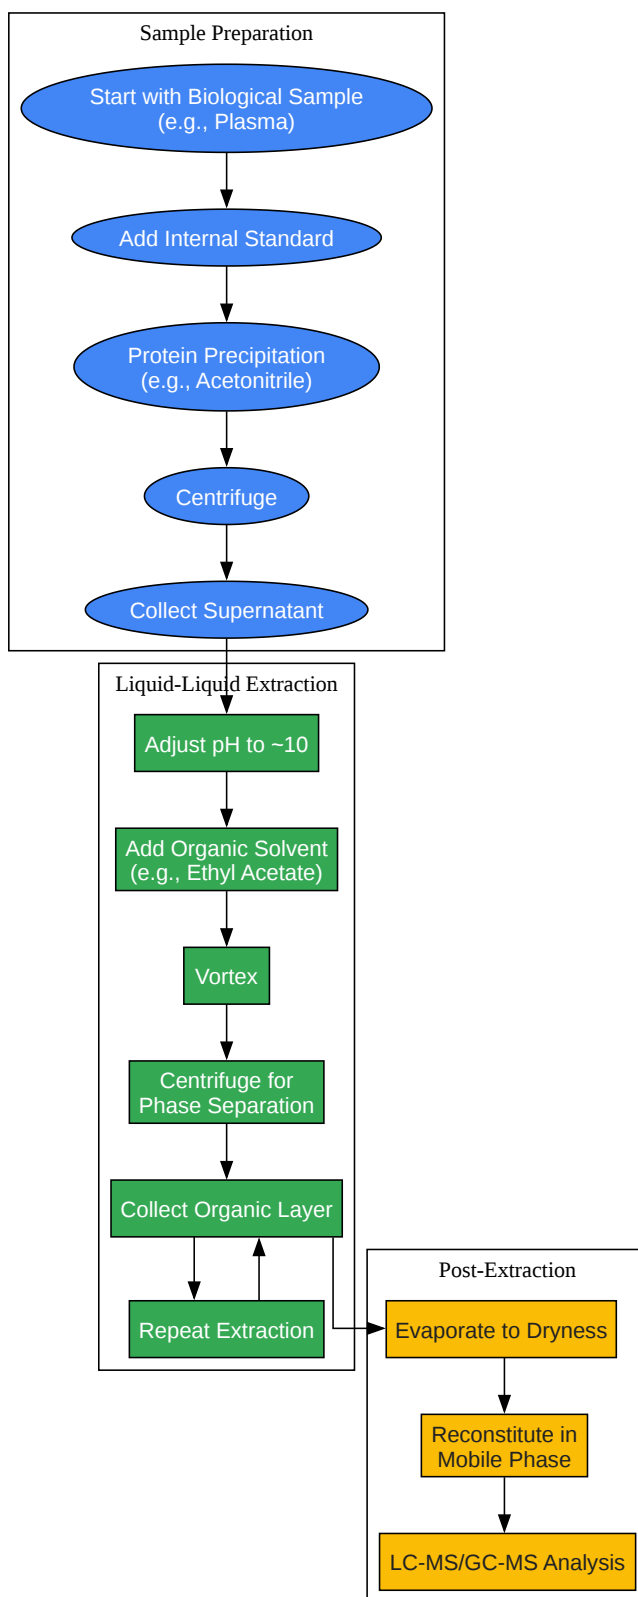 Sample Preparation
Start with Biological Sample
(e.g., Plasma)
Add Internal Standard
Protein Precipitation
(e.g., Acetonitrile)
Centrifuge
Collect Supernatant
Liquid-Liquid Extraction
Adjust pH to ~10
Add Organic Solvent
(e.g., Ethyl Acetate)
Vortex
Centrifuge for
Phase Separation
Collect Organic Layer
Repeat Extraction
Post-Extraction
Evaporate to Dryness
Reconstitute in
Mobile Phase
LC-MS/GC-MS Analysis